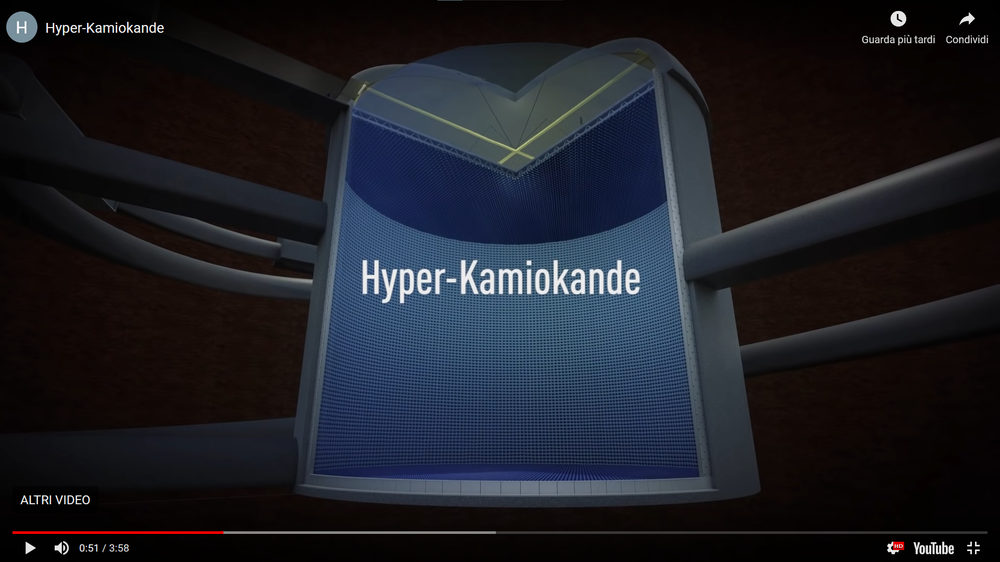 H
Hyper-Kamiokande
Guarda più tardi
Condividi
Hyper-Kamiokande
ALTRI VIDEO
0:51 / 3:58
HD
YouTube